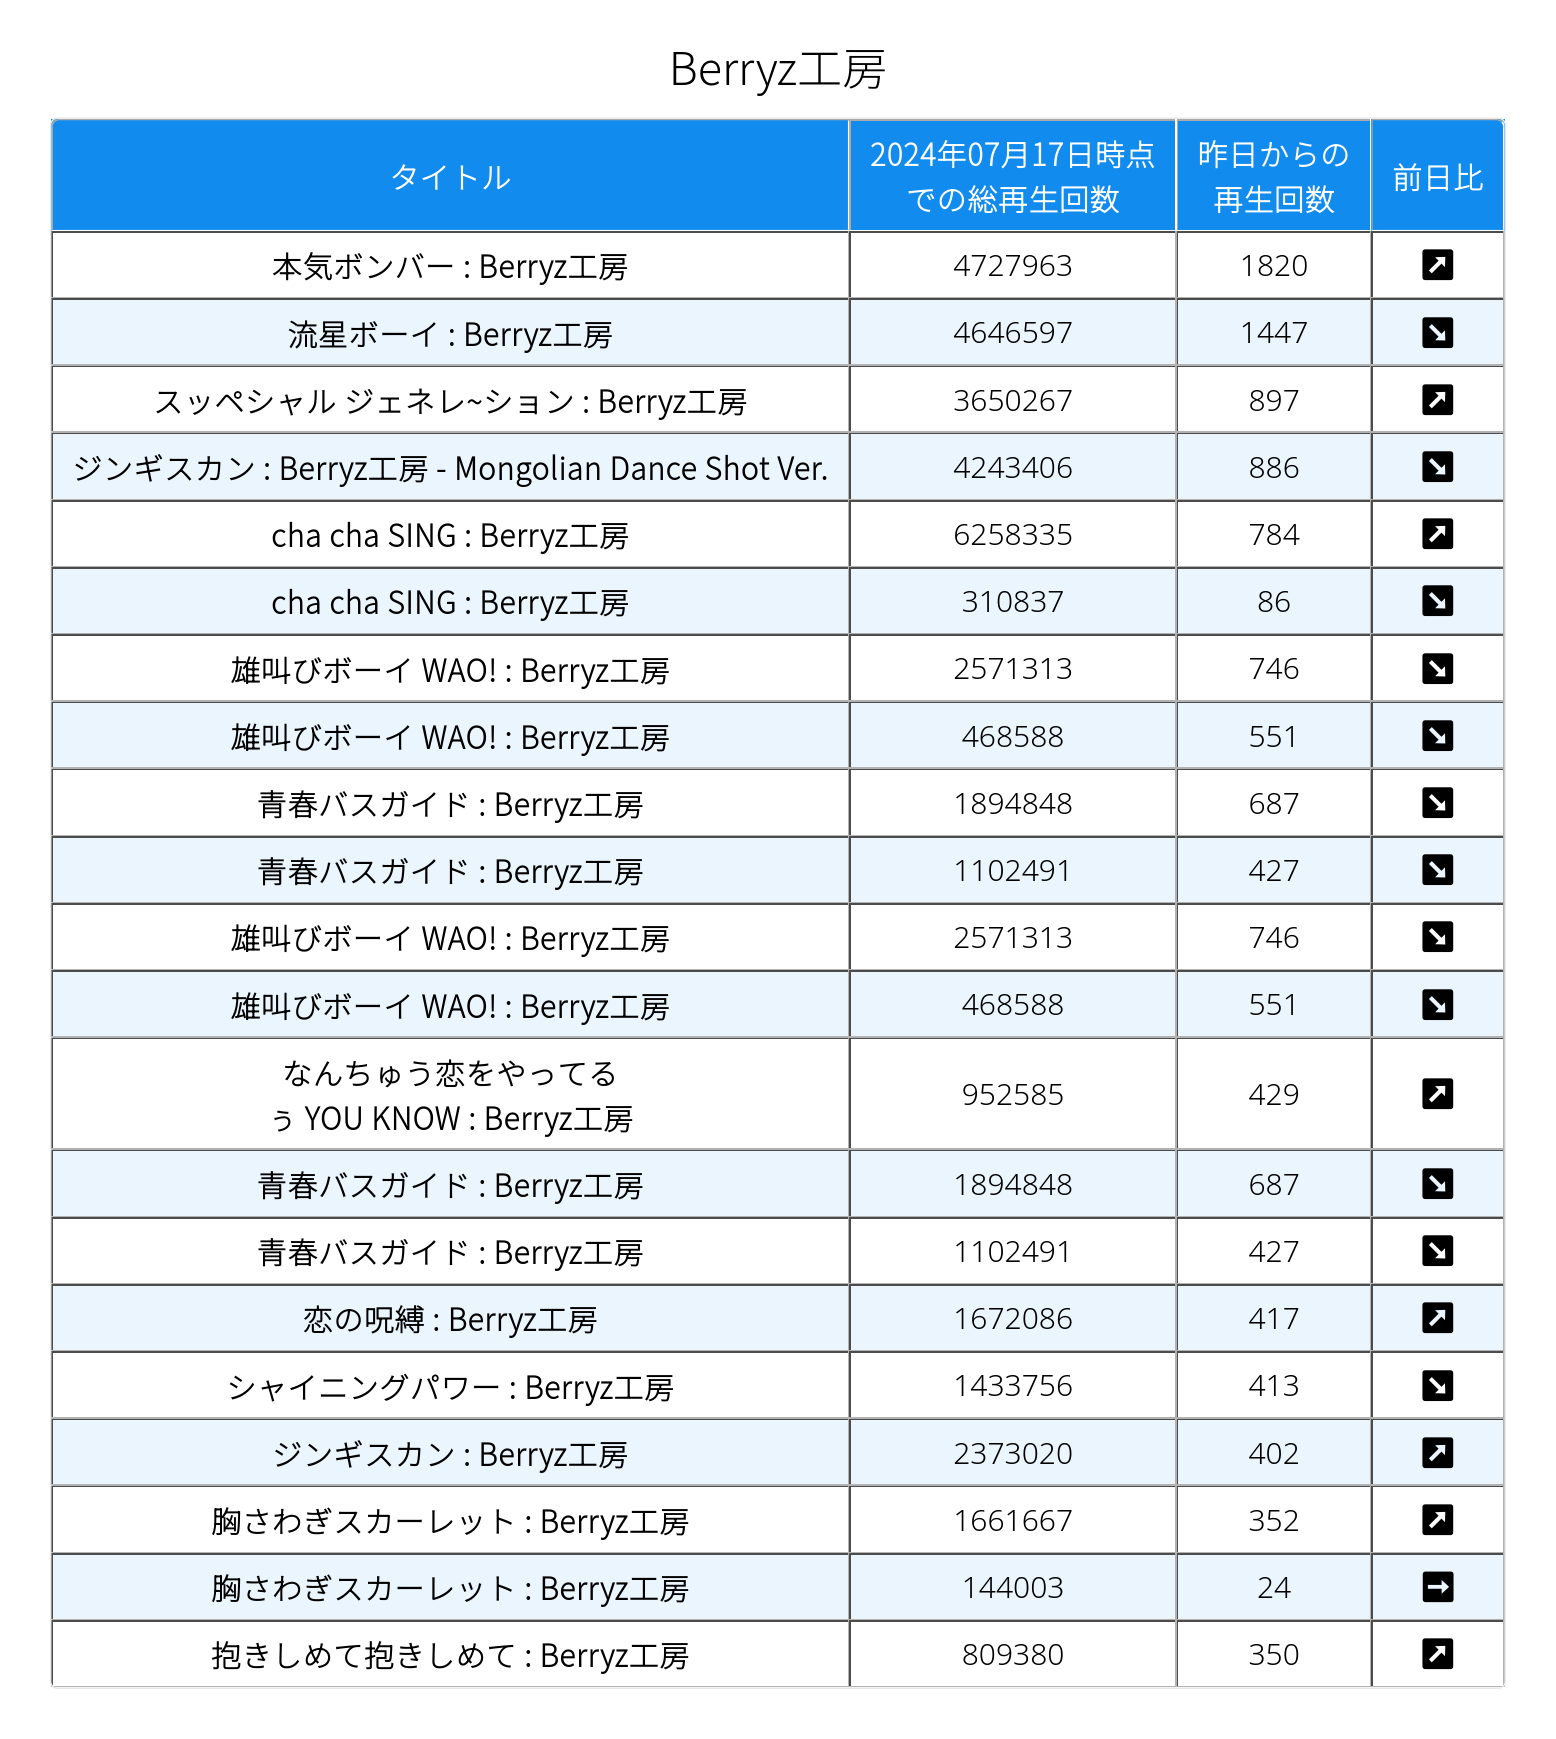 Berryz工房
タイトル 2024年07月17日時点での総再生回数 昨日からの再生回数 前日比
本気ボンバー : Berryz工房 4727963 1820 ↗
流星ボーイ : Berryz工房 4646597 1447 ↘
スッペシャル ジェネレ~ション : Berryz工房 3650267 897 ↗
ジンギスカン : Berryz工房 - Mongolian Dance Shot Ver. 4243406 886 ↘
cha cha SING : Berryz工房 6258335 784 ↗
cha cha SING : Berryz工房 310837 86 ↘
雄叫びボーイ WAO! : Berryz工房 2571313 746 ↘
雄叫びボーイ WAO! : Berryz工房 468588 551 ↘
青春バスガイド : Berryz工房 1894848 687 ↘
青春バスガイド : Berryz工房 1102491 427 ↘
雄叫びボーイ WAO! : Berryz工房 2571313 746 ↘
雄叫びボーイ WAO! : Berryz工房 468588 551 ↘
なんちゅう恋をやってる
ぅ YOU KNOW : Berryz工房 952585 429 ↗
青春バスガイド : Berryz工房 1894848 687 ↘
青春バスガイド : Berryz工房 1102491 427 ↘
恋の呪縛 : Berryz工房 1672086 417 ↗
シャイニングパワー : Berryz工房 1433756 413 ↘
ジンギスカン : Berryz工房 2373020 402 ↗
胸さわぎスカーレット : Berryz工房 1661667 352 ↗
胸さわぎスカーレット : Berryz工房 144003 24 →
抱きしめて抱きしめて : Berryz工房 809380 350 ↗